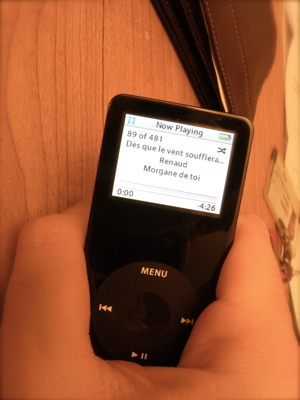 Now Playing
89 of 481
Dès que le vent soufflera...
Renaud
Morgane de toi
0:00 -4:26
MENU